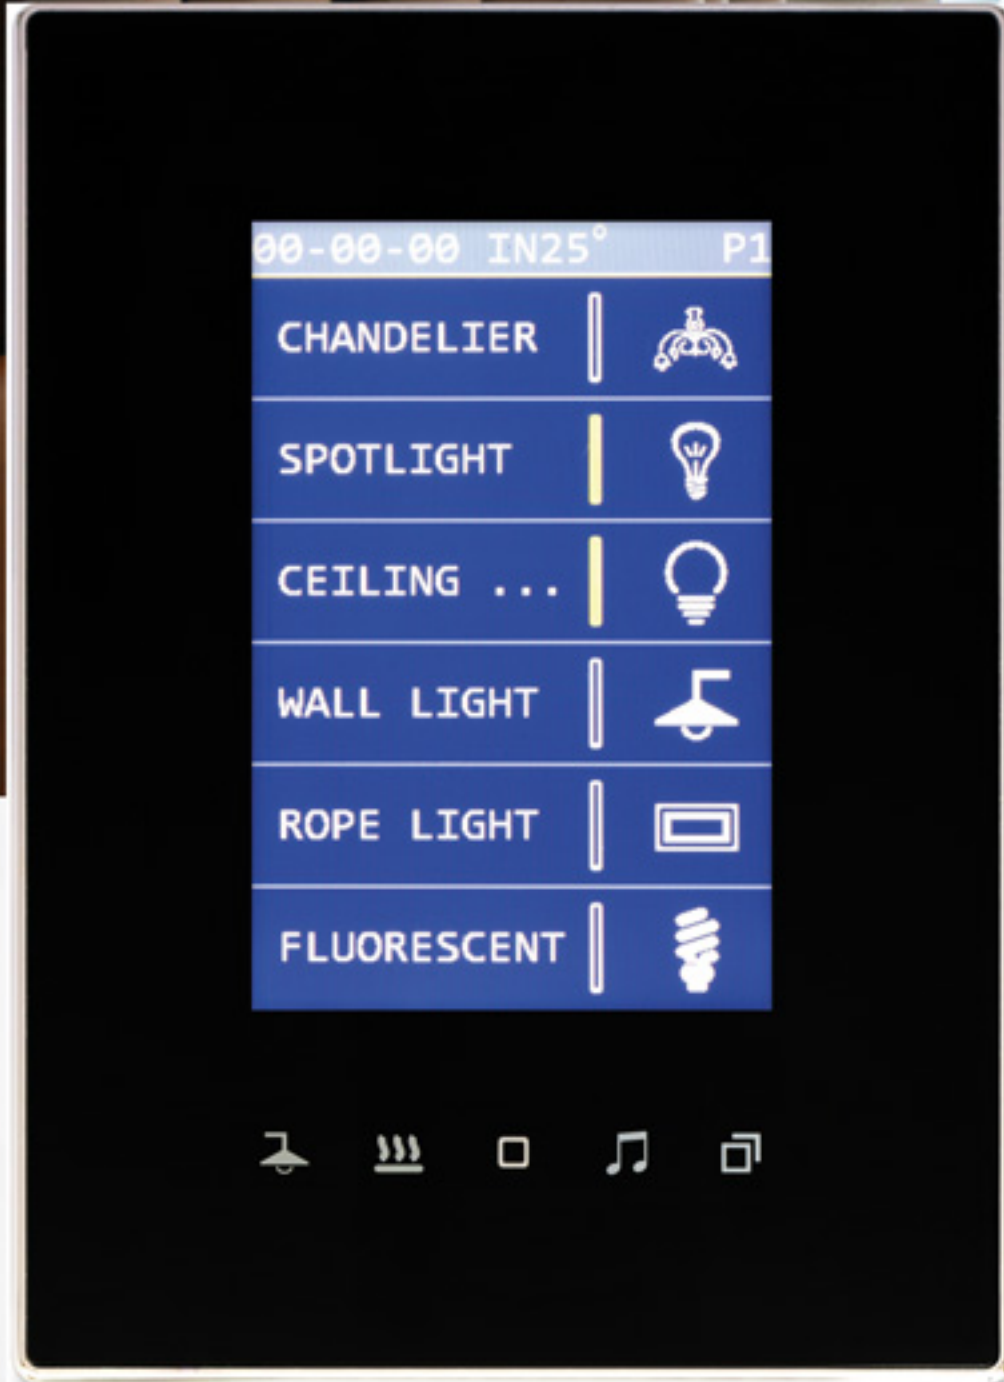 00-00-00 IN25° P1
CHANDELIER
SPOTLIGHT
CEILING ...
WALL LIGHT
ROPE LIGHT
FLUORESCENT